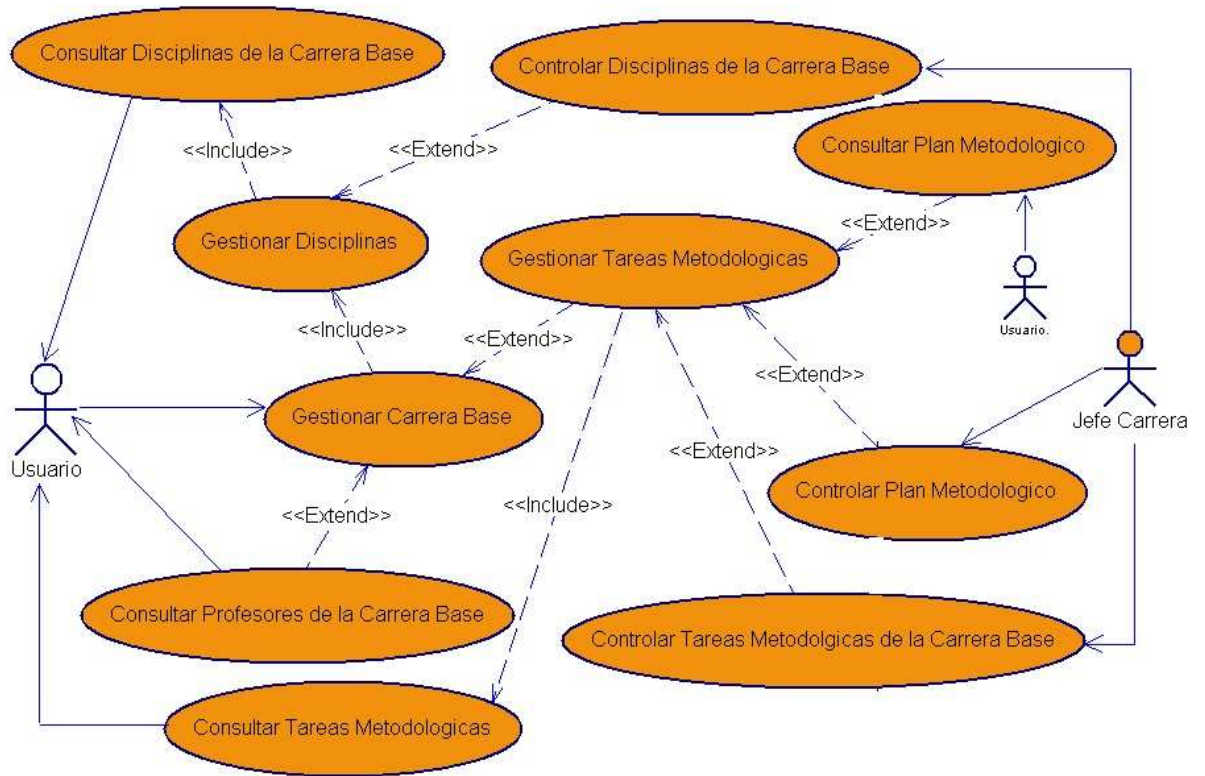 Consultar Disciplinas de la Carrera Base
Controlar Disciplinas de la Carrera Base
Consultar Plan Metodologico
<<Include>>
<<Extend>>
<<Extend>>
Gestionar Disciplinas
Gestionar Tareas Metodologicas
Usuario.
<<Include>>
<<Extend>>
<<Extend>>
Gestionar Carrera Base
Jefe Carrera
Usuario
<<Extend>>
Controlar Plan Metodologico
<<Include>>
<<Extend>>
Consultar Profesores de la Carrera Base
Controlar Tareas Metodolgicas de la Carrera Base
Consultar Tareas Metodologicas